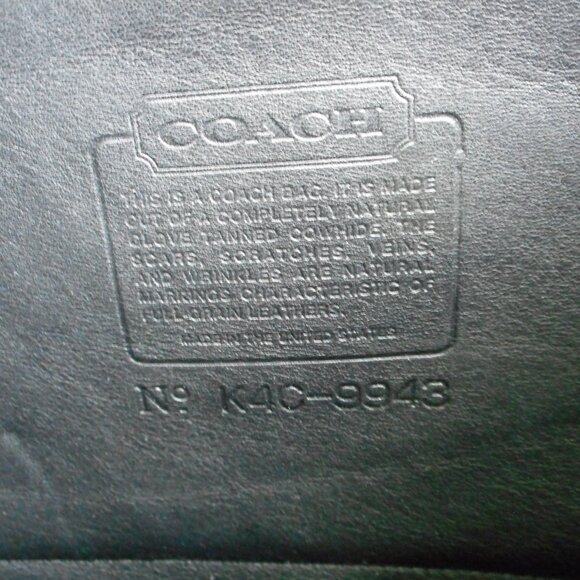 COACH
THIS IS A COACH BAG. IT IS MADE
OUT OF A COMPLETELY NATURAL
GLOVE TANNED COWHIDE, THE
SCARS, SCRATCHES, VEINS,
AND WRINKLES ARE NATURAL
MARKINGS CHARACTERISTIC OF
FULL-GRAIN LEATHERS.
MADE IN THE UNITED STATES
Nº K4C-9943